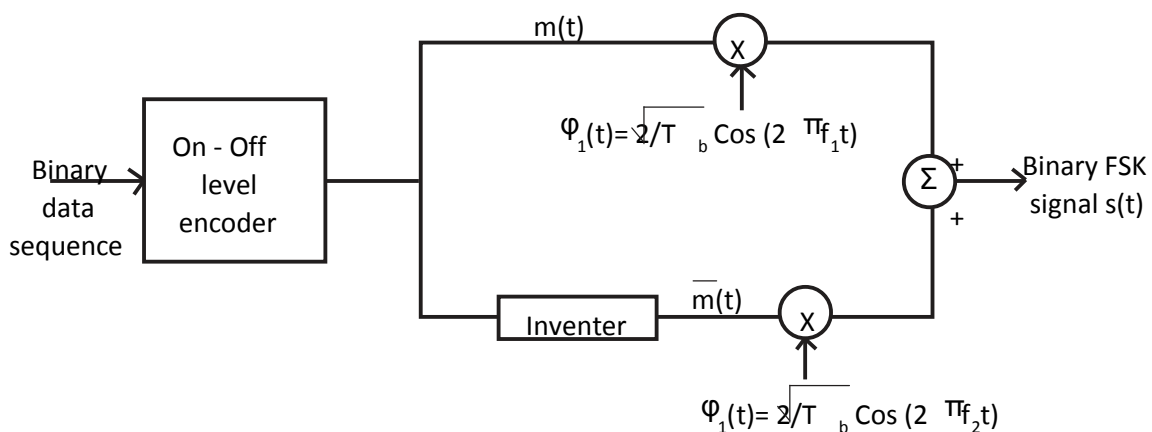 m(t)
X
φ1(t)= √2/T b Cos (2 πf1t)
On - Off
level
encoder
Binary
data
sequence
Σ
+
+
Binary FSK
signal s(t)
Inventer
m̅(t)
X
φ1(t)= √2/T b Cos (2 πf2t)